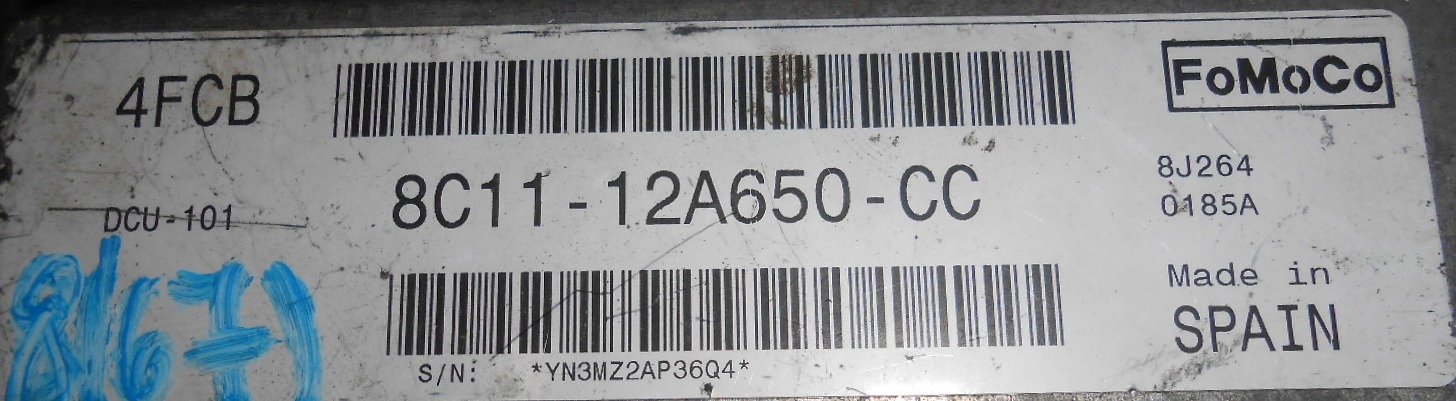 4FCB
FoMoCo
8C11-12A650-CC
8J264
0185A
DCU-101
Made in
SPAIN
S/N: *YN3MZ2AP36Q4*